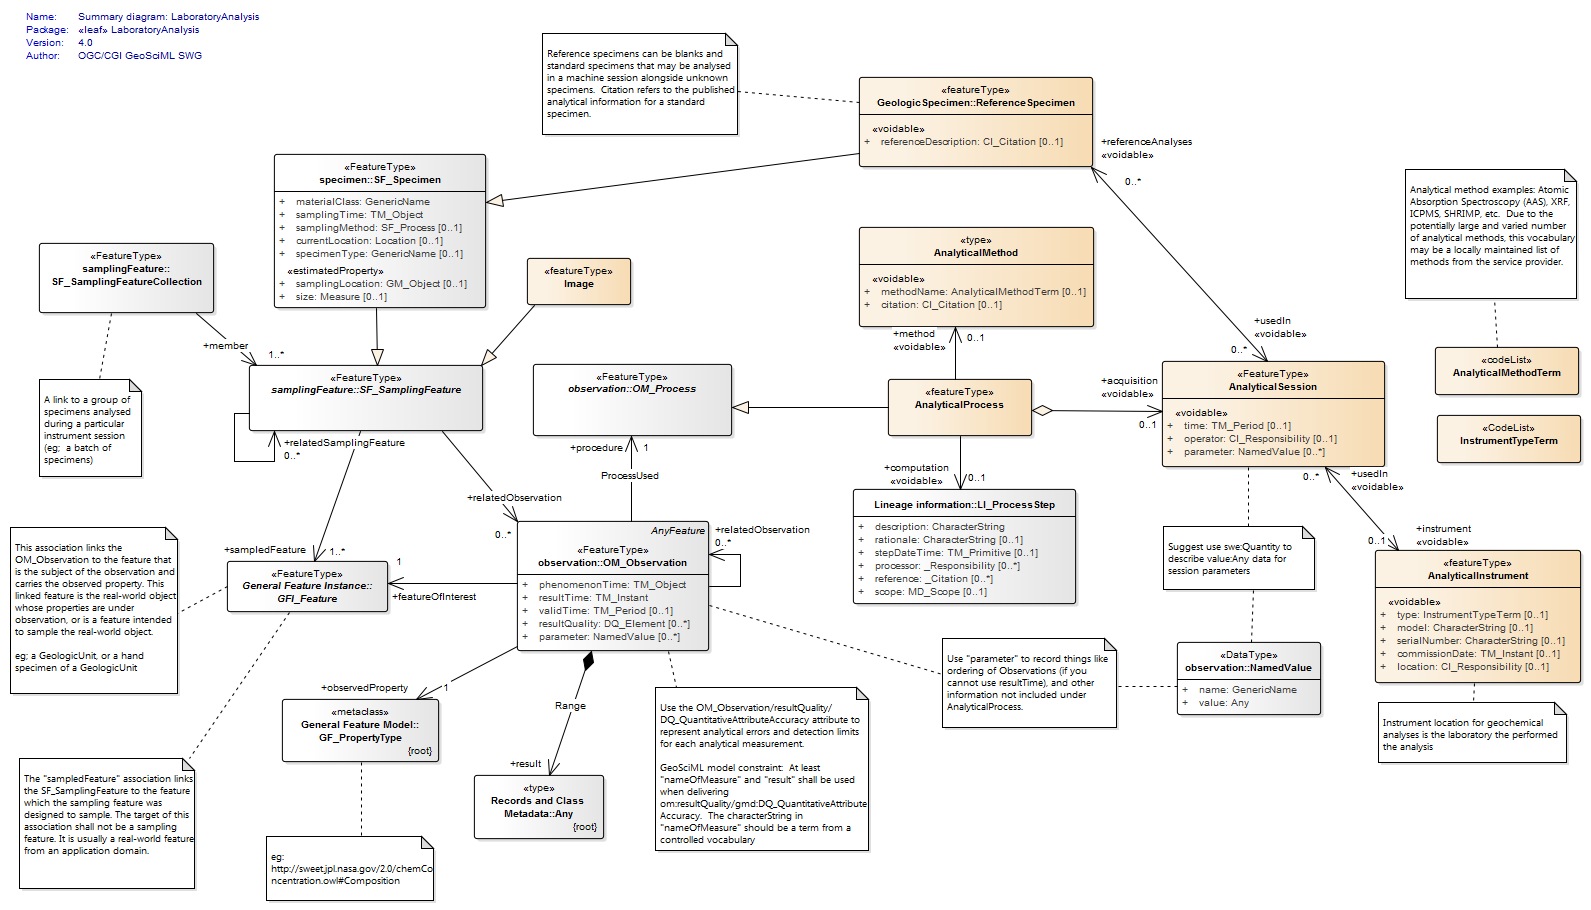 Name: Summary diagram: LaboratoryAnalysis
Package: «leaf» LaboratoryAnalysis
Version: 4.0
Author: OGC/CGI GeoSciML SWG
Reference specimens can be blanks and
standard specimens that may be analysed
in a machine session alongside unknown
specimens.  Citation refers to the published
analytical information for a standard
specimen.
«featureType»
GeologicSpecimen::ReferenceSpecimen
«voidable»
+ referenceDescription: CI_Citation [0..1]
+referenceAnalyses
«voidable»
0..*
Analytical method examples: Atomic
Absorption Spectroscopy (AAS), XRF,
ICPMS, SHRIMP, etc.  Due to the
potentially large and varied number
of analytical methods, this vocabulary
may be a locally maintained list of
methods from the service provider.
«FeatureType»
specimen::SF_Specimen
+ materialClass: GenericName
+ samplingTime: TM_Object
+ samplingMethod: SF_Process [0..1]
+ currentLocation: Location [0..1]
+ specimenType: GenericName [0..1]
«estimatedProperty»
+ samplingLocation: GM_Object [0..1]
+ size: Measure [0..1]
«FeatureType»
samplingFeature::
SF_SamplingFeatureCollection
«featureType»
Image
«type»
AnalyticalMethod
«voidable»
+ methodName: AnalyticalMethodTerm [0..1]
+ citation: CI_Citation [0..1]
+method
«voidable»
0..1
+usedIn
«voidable»
0..*
+member
1..*
«codeList»
AnalyticalMethodTerm
«CodeList»
InstrumentTypeTerm
A link to a group of
specimens analysed
during a particular
instrument session
(eg;  a batch of
specimens)
«FeatureType»
samplingFeature::SF_SamplingFeature
+relatedSamplingFeature
0..*
«FeatureType»
observation::OM_Process
«featureType»
AnalyticalProcess
+acquisition
«voidable»
0..1
«FeatureType»
AnalyticalSession
«voidable»
+ time: TM_Period [0..1]
+ operator: CI_Responsibility [0..1]
+ parameter: NamedValue [0..*]
+procedure
1
ProcessUsed
+computation
«voidable»
0..1
+usedIn
«voidable»
0..*
+relatedObservation
0..*
Lineage information::LI_ProcessStep
+ description: CharacterString
+ rationale: CharacterString [0..1]
+ stepDateTime: TM_Primitive [0..1]
+ processor: _Responsibility [0..*]
+ reference: _Citation [0..*]
+ scope: MD_Scope [0..1]
+instrument
«voidable»
0..1
Suggest use swe:Quantity to
describe value:Any data for
session parameters
This association links the
OM_Observation to the feature that
is the subject of the observation and
carries the observed property. This
linked feature is the real-world object
whose properties are under
observation, or is a feature intended
to sample the real-world object.
eg; a GeologicUnit, or a hand
specimen of a GeologicUnit
+sampledFeature
1..*
«FeatureType»
General Feature Instance::
GFI_Feature
1
+featureOfInterest
AnyFeature
«FeatureType»
observation::OM_Observation
+ phenomenonTime: TM_Object
+ resultTime: TM_Instant
+ validTime: TM_Period [0..1]
+ resultQuality: DQ_Element [0..*]
+ parameter: NamedValue [0..*]
+relatedObservation
0..*
«featureType»
AnalyticalInstrument
«voidable»
+ type: InstrumentTypeTerm [0..1]
+ model: CharacterString [0..1]
+ serialNumber: CharacterString [0..1]
+ commissionDate: TM_Instant [0..1]
+ location: CI_Responsibility [0..1]
Use "parameter" to record things like
ordering of Observations (if you
cannot use resultTime), and other
information not included under
AnalyticalProcess.
«DataType»
observation::NamedValue
+ name: GenericName
+ value: Any
Instrument location for geochemical
analyses is the laboratory the performed
the analysis
+observedProperty
1
«metaclass»
General Feature Model::
GF_PropertyType
{root}
Range
+result
«type»
Records and Class
Metadata::Any
{root}
Use the OM_Observation/resultQuality/
DQ_QuantitativeAttributeAccuracy attribute to
represent analytical errors and detection limits
for each analytical measurement.
GeoSciML model constraint:  At least
"nameOfMeasure" and "result" shall be used
when delivering
om:resultQuality/gmd:DQ_QuantitativeAttribute
Accuracy.  The characterString in
"nameOfMeasure" should be a term from a
controlled vocabulary
The "sampledFeature" association links
the SF_SamplingFeature to the feature
which the sampling feature was
designed to sample. The target of this
association shall not be a sampling
feature. It is usually a real-world feature
from an application domain.
eg:
http://sweet.jpl.nasa.gov/2.0/chemCo
ncentration.owl#Composition